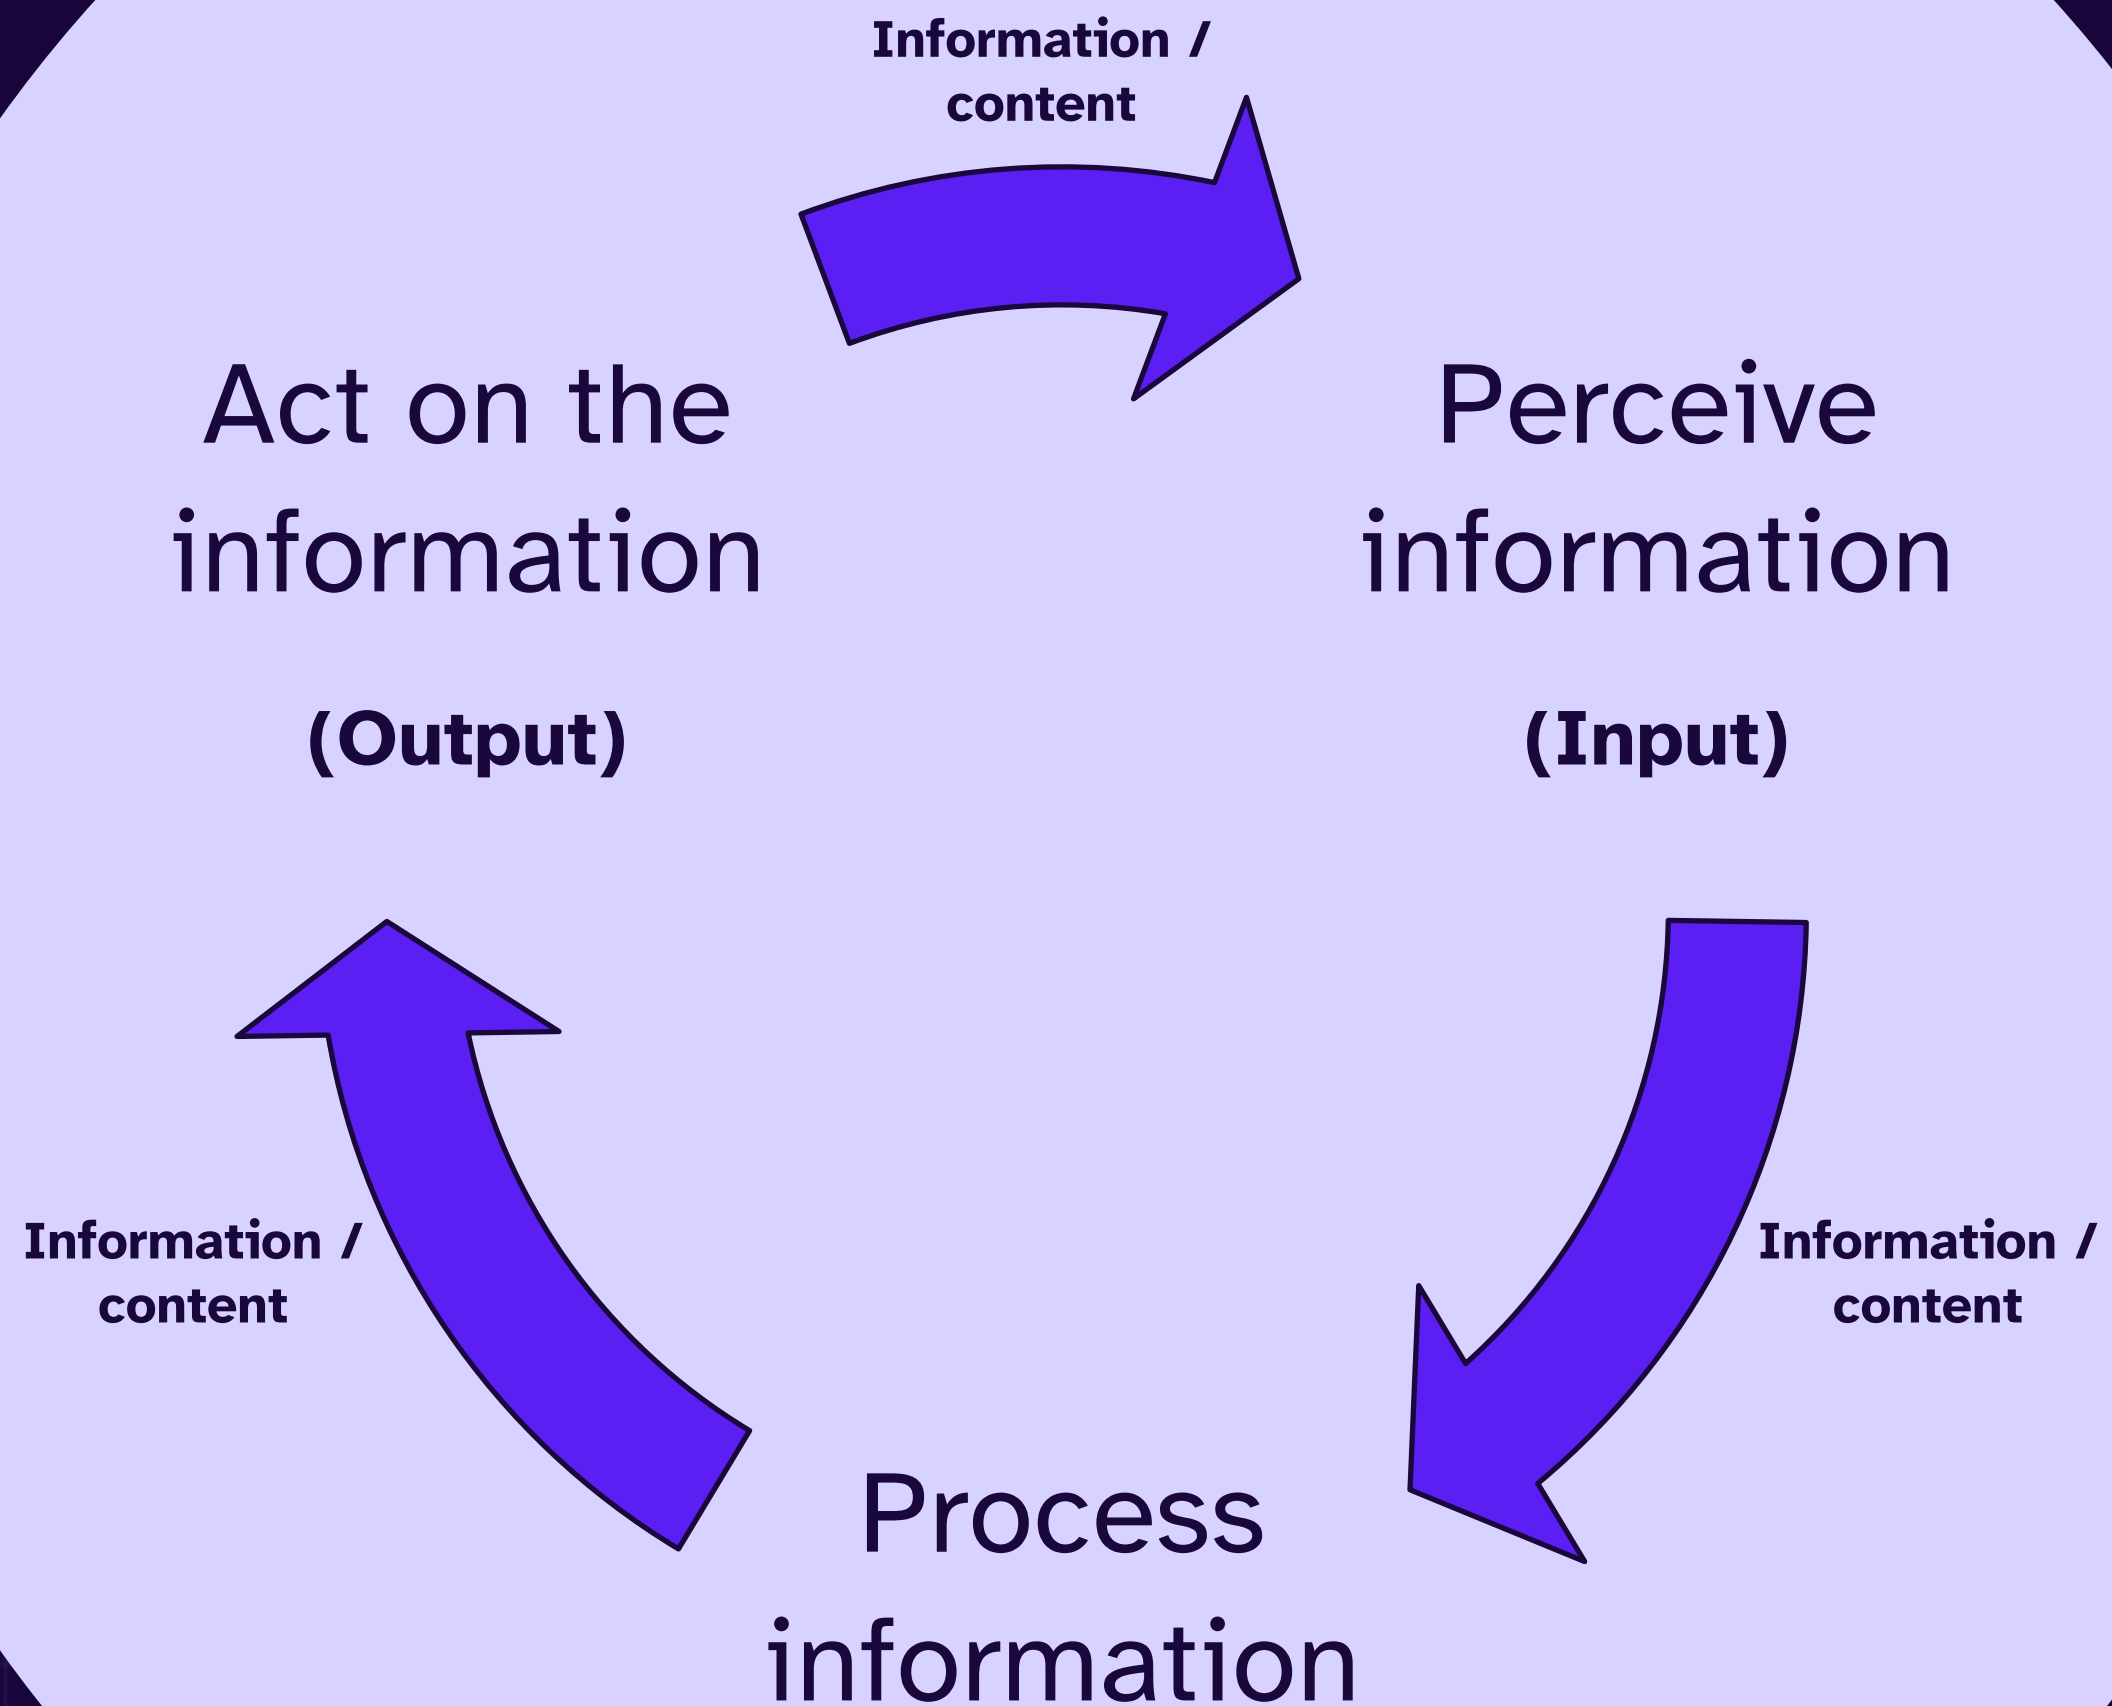 Information /
content
Act on the
information
(Output)
Perceive
information
(Input)
Information /
content
Information /
content
Process
information